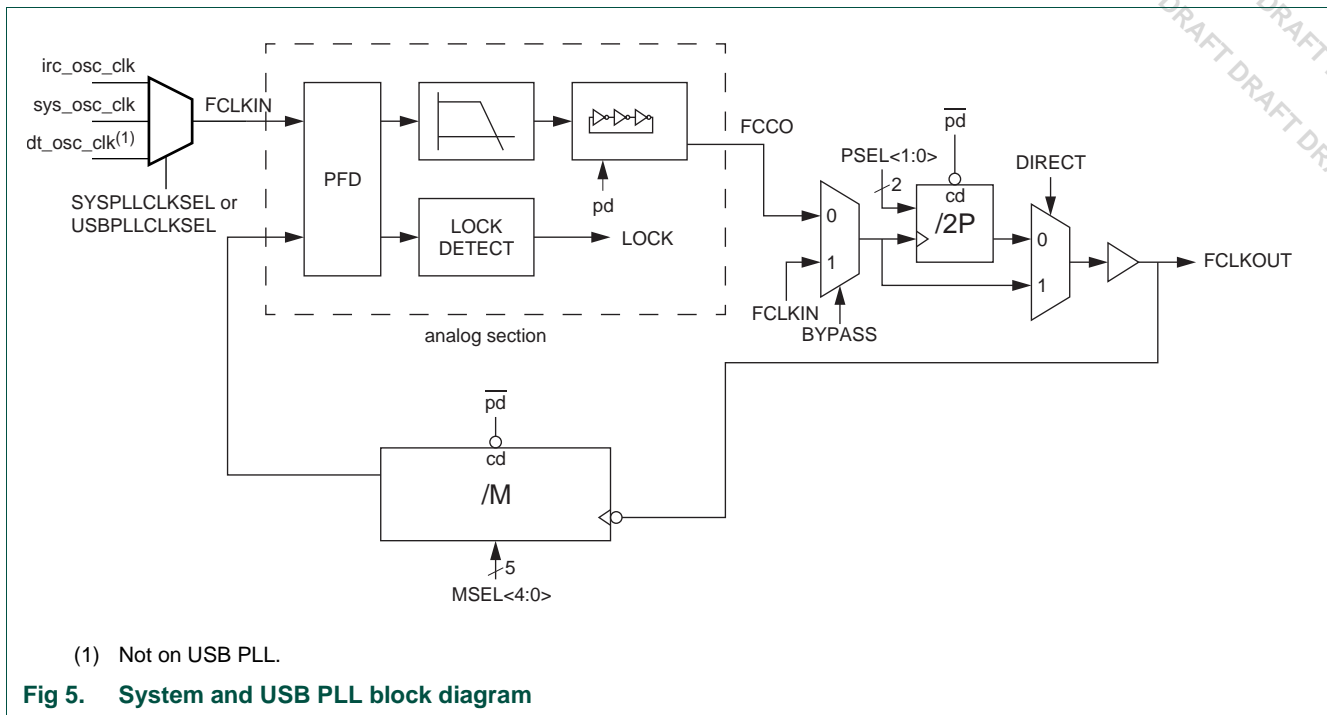 irc_osc_clk
sys_osc_clk
dt_osc_clk(1)
FCLKIN
SYSPLLCLKSEL or
USBPLLCLKSEL
PFD
LOCK
DETECT
LOCK
pd
analog section
FCCO
FCLKIN
0
1
BYPASS
PSEL<1:0>
2
pd
cd
/2P
DIRECT
0
1
FCLKOUT
pd
cd
/M
5
MSEL<4:0>
(1) Not on USB PLL.
Fig 5. System and USB PLL block diagram
DRAFT DRAFT DR
DRAFT DRAFT